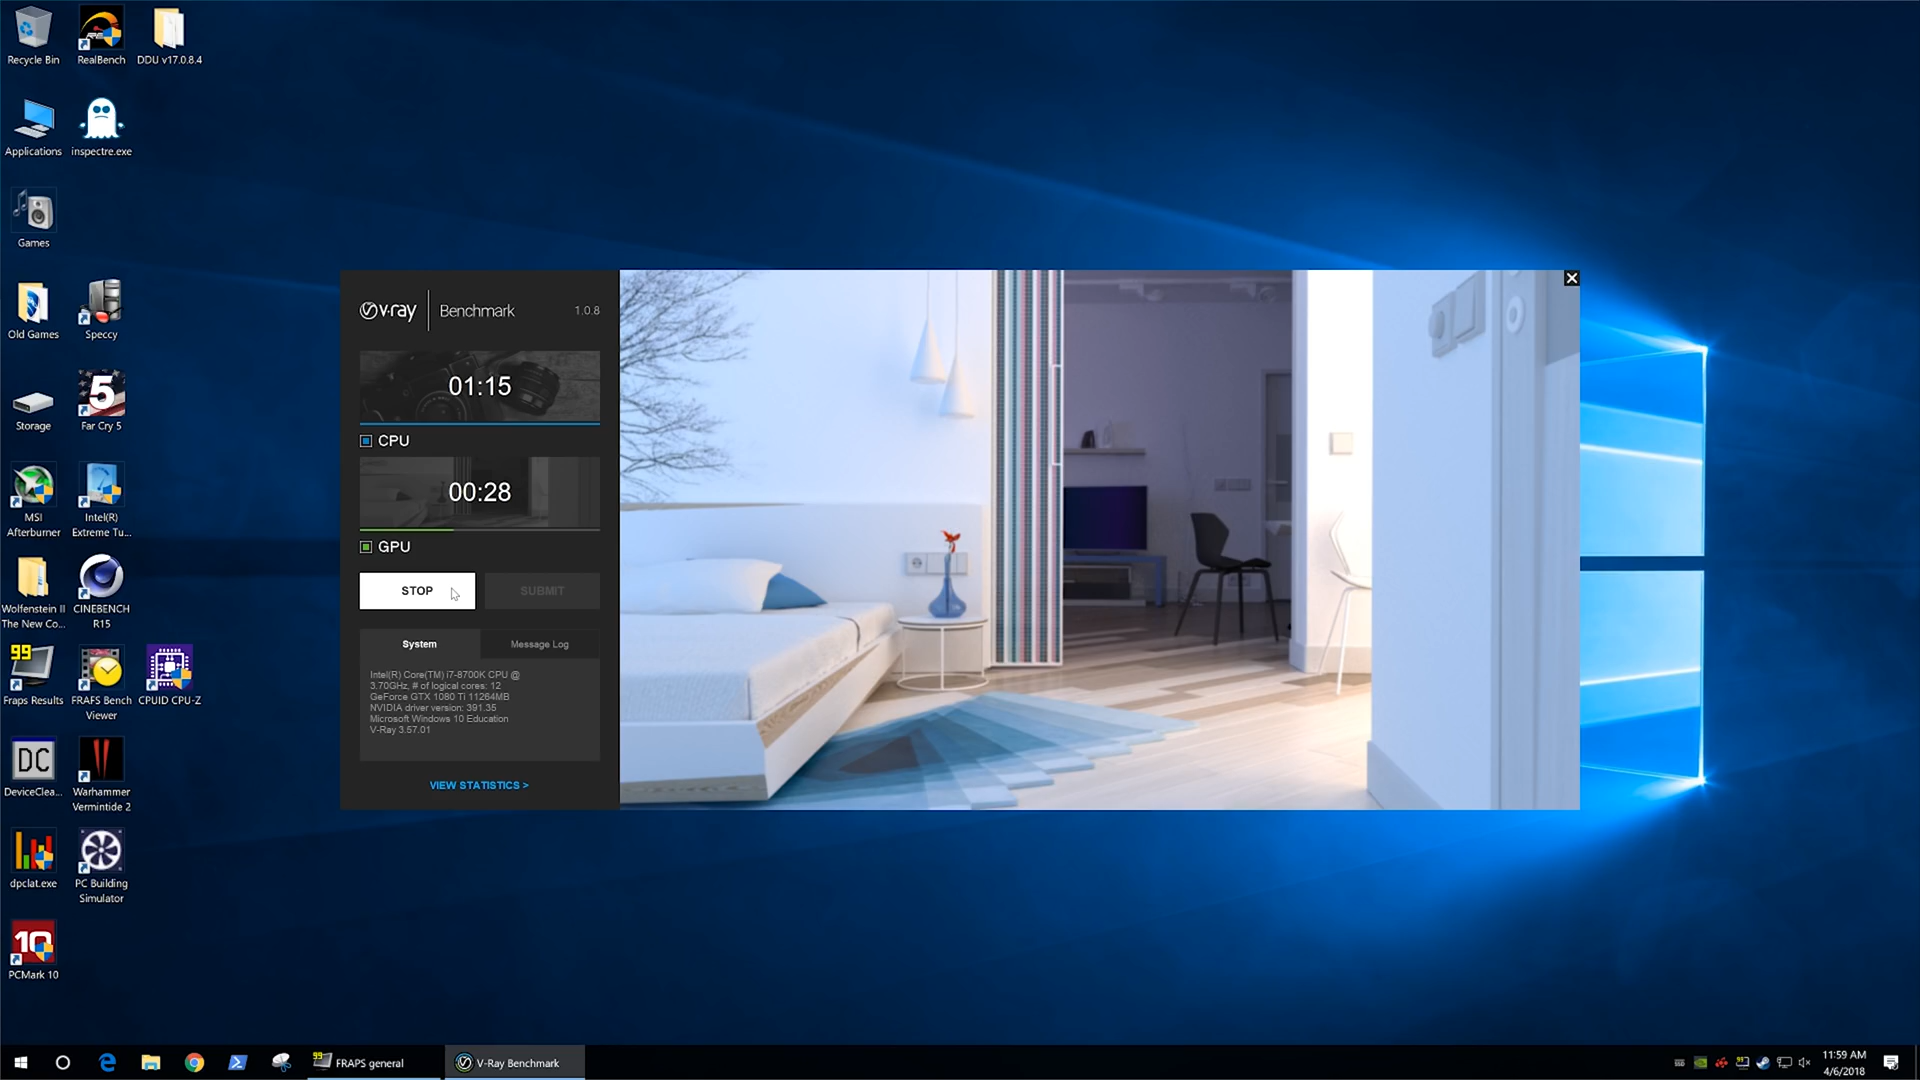 Recycle Bin
RealBench
DDU v17.0.8.4
Applications
inspectre.exe
Games
Old Games
Speccy
Storage
5
Far Cry 5
MSI
Afterburner
Intel(R)
Extreme Tu...
Wolfenstein II
The New Co...
CINEBENCH
R15
99
Fraps Results
FRAFS Bench
Viewer
CPUID CPU-Z
DC
DeviceClea...
Warhammer
Vermintide 2
dpclat.exe
PC Building
Simulator
10
PCMark 10
v·ray Benchmark 1.0.8
01:15
CPU
00:28
GPU
STOP SUBMIT
System Message Log
Intel(R) Core(TM) i7-8700K CPU @
3.70GHz, # of logical cores: 12
GeForce GTX 1080 Ti 11264MB
NVIDIA driver version: 391.35
Microsoft Windows 10 Education
V-Ray 3.57.01
VIEW STATISTICS >
99 FRAPS general
V-Ray Benchmark
11:59 AM
4/6/2018